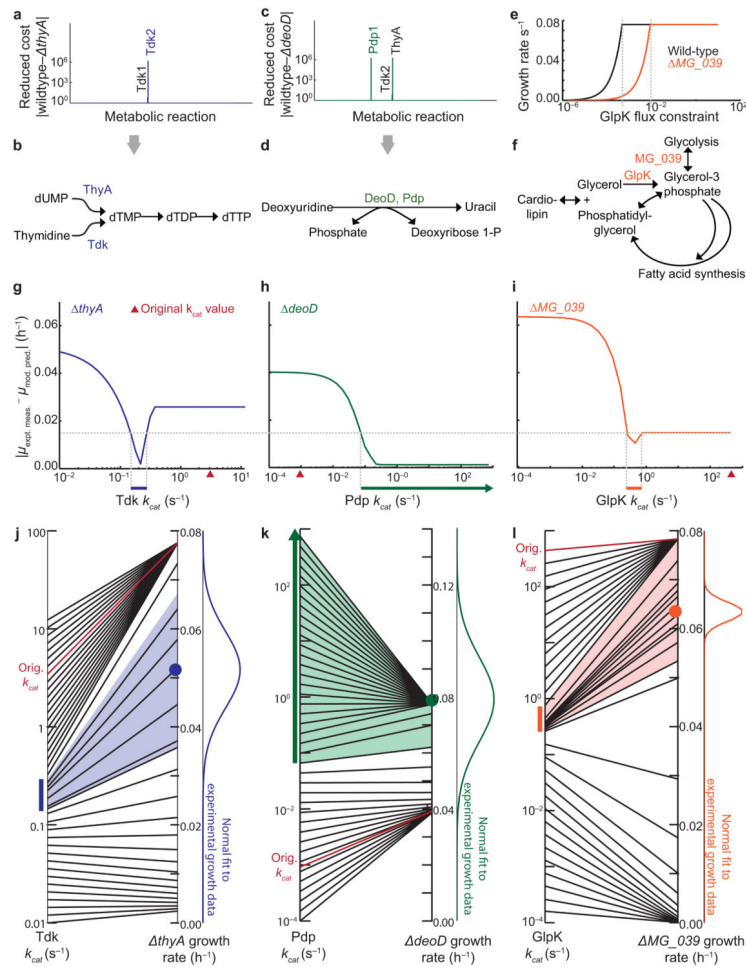 a
Reduced cost
|wildtype–ΔthyA|
10⁶
10³
10⁰
Tdk1
Tdk2
Metabolic reaction
c
Reduced cost
|wildtype–ΔdeoD|
10⁶
10³
10⁰
Pdp1
Tdk2
ThyA
Metabolic reaction
e
Growth rate s⁻¹
0.08
0.04
0.00
Wild-type
ΔMG_039
10⁻⁶
10⁻²
10²
GlpK flux constraint
b
dUMP
ThyA
Thymidine
Tdk
dTMP
dTDP
dTTP
d
Deoxyuridine
DeoD, Pdp
Uracil
Phosphate
Deoxyribose 1-P
f
Glycolysis
MG_039
GlpK
Glycerol
Glycerol-3
phosphate
Cardio-
lipin
+
Phosphatidyl-
glycerol
Fatty acid synthesis
g
ΔthyA
Original kcat value
|μexpt. meas. − μmod. pred.| (h⁻¹)
0.06
0.04
0.02
0.00
10⁻²
10⁻¹
10⁰
10¹
Tdk kcat (s⁻¹)
h
ΔdeoD
10⁻⁴
10⁻²
10⁰
10²
Pdp kcat (s⁻¹)
i
ΔMG_039
10⁻⁴
10⁻²
10⁰
10²
GlpK kcat (s⁻¹)
j
100
10
Orig.
kcat
1
0.1
0.01
0.08
0.06
0.04
0.02
0.00
Normal fit to
experimental growth data
Tdk
kcat (s⁻¹)
ΔthyA growth
rate (h⁻¹)
k
10²
10⁰
10⁻²
Orig.
kcat
10⁻⁴
0.12
0.08
0.04
0.00
Normal fit to
experimental growth data
Pdp
kcat (s⁻¹)
ΔdeoD growth
rate (h⁻¹)
l
Orig.
kcat
10²
10⁰
10⁻²
10⁻⁴
0.08
0.06
0.04
0.02
0.00
Normal fit to
experimental growth data
GlpK
kcat (s⁻¹)
ΔMG_039 growth
rate (h⁻¹)